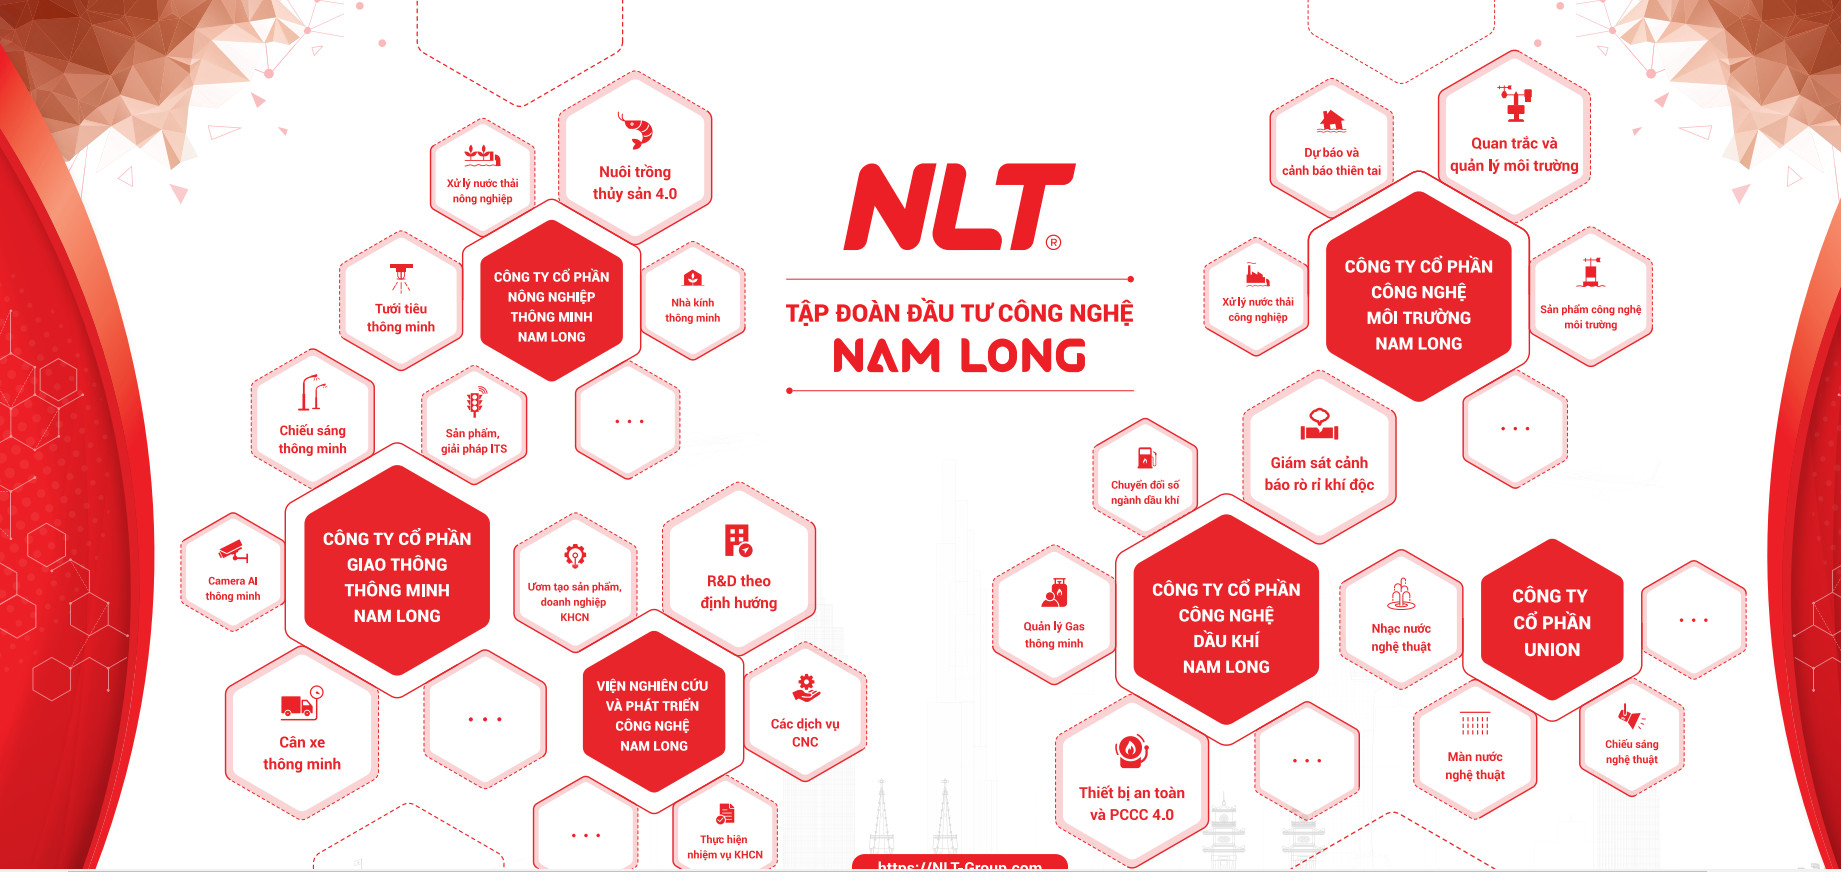 NLT
®
TẬP ĐOÀN ĐẦU TƯ CÔNG NGHỆ
NAM LONG
Xử lý nước thải
nông nghiệp
Nuôi trồng
thủy sản 4.0
Tưới tiêu
thông minh
CÔNG TY CỔ PHẦN
NÔNG NGHIỆP
THÔNG MINH
NAM LONG
Nhà kính
thông minh
Chiếu sáng
thông minh
Sản phẩm,
giải pháp ITS
...
CÔNG TY CỔ PHẦN
GIAO THÔNG
THÔNG MINH
NAM LONG
Camera AI
thông minh
Cân xe
thông minh
...
Ươm tạo sản phẩm,
doanh nghiệp
KHCN
R&D theo
định hướng
VIỆN NGHIÊN CỨU
VÀ PHÁT TRIỂN
CÔNG NGHỆ
NAM LONG
Các dịch vụ
CNC
...
Thực hiện
nhiệm vụ KHCN
Dự báo và
cảnh báo thiên tai
Quan trắc và
quản lý môi trường
Xử lý nước thải
công nghiệp
CÔNG TY CỔ PHẦN
CÔNG NGHỆ
MÔI TRƯỜNG
NAM LONG
Sản phẩm công nghệ
môi trường
...
Chuyển đổi số
ngành dầu khí
Giám sát cảnh
báo rò rỉ khí độc
Quản lý Gas
thông minh
CÔNG TY CỔ PHẦN
CÔNG NGHỆ
DẦU KHÍ
NAM LONG
Thiết bị an toàn
và PCCC 4.0
...
Nhạc nước
nghệ thuật
CÔNG TY
CỔ PHẦN
UNION
...
Màn nước
nghệ thuật
Chiếu sáng
nghệ thuật
https://NLT-Group.com